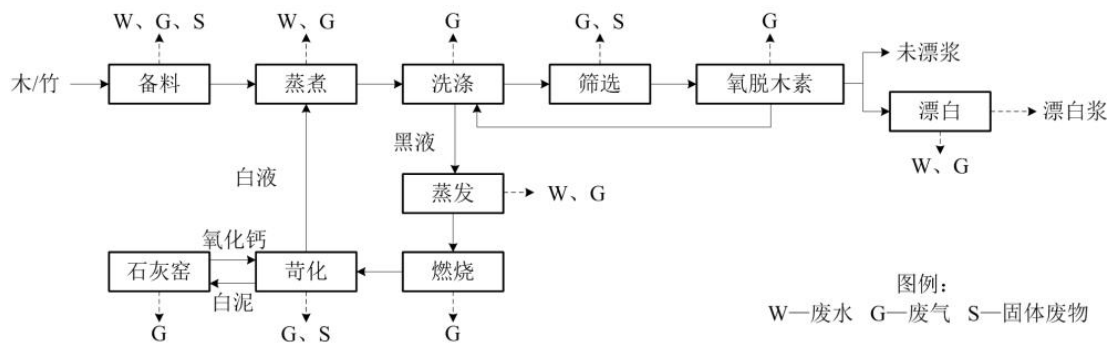 W、G、S
W、G
G
G、S
G
木/竹
备料
蒸煮
洗涤
筛选
氧脱木素
未漂浆
漂白
漂白浆
W、G
黑液
白液
蒸发
W、G
氧化钙
石灰窑
苛化
燃烧
白泥
G
G、S
G
图例：
W—废水 G—废气 S—固体废物